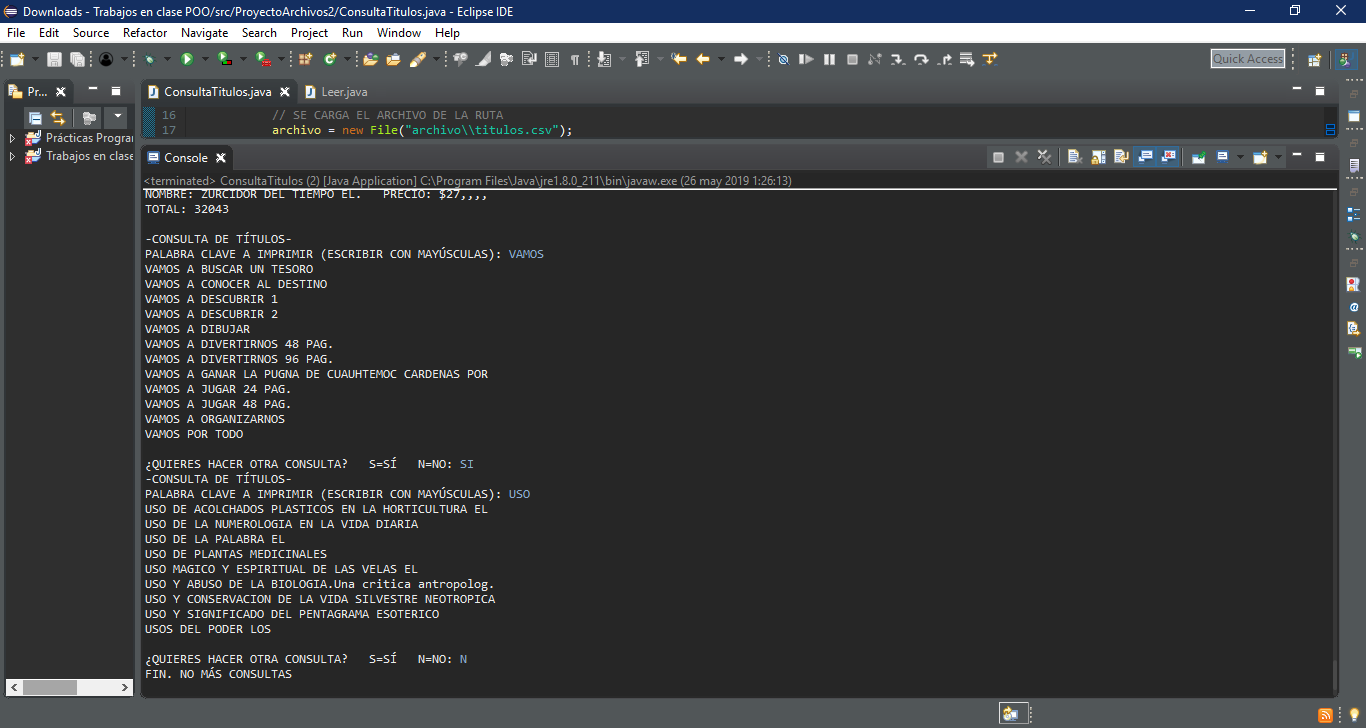 Downloads - Trabajos en clase POO/src/ProyectoArchivos2/ConsultaTitulos.java - Eclipse IDE
File Edit Source Refactor Navigate Search Project Run Window Help
Quick Access
Pr...
ConsultaTitulos.java
Leer.java
16 // SE CARGA EL ARCHIVO DE LA RUTA
17 archivo = new File("archivo\\titulos.csv");
Prácticas Progra
Trabajos en clase
Console
<terminated> ConsultaTitulos (2) [Java Application] C:\Program Files\Java\jre1.8.0_211\bin\javaw.exe (26 may 2019 1:26:13)
NOMBRE: ZURCIDOR DEL TIEMPO EL. PRECIO: $27,,,,
TOTAL: 32043
-CONSULTA DE TÍTULOS-
PALABRA CLAVE A IMPRIMIR (ESCRIBIR CON MAYÚSCULAS): VAMOS
VAMOS A BUSCAR UN TESORO
VAMOS A CONOCER AL DESTINO
VAMOS A DESCUBRIR 1
VAMOS A DESCUBRIR 2
VAMOS A DIBUJAR
VAMOS A DIVERTIRNOS 48 PAG.
VAMOS A DIVERTIRNOS 96 PAG.
VAMOS A GANAR LA PUGNA DE CUAUHTEMOC CARDENAS POR
VAMOS A JUGAR 24 PAG.
VAMOS A JUGAR 48 PAG.
VAMOS A ORGANIZARNOS
VAMOS POR TODO
¿QUIERES HACER OTRA CONSULTA? S=SÍ N=NO: SI
-CONSULTA DE TÍTULOS-
PALABRA CLAVE A IMPRIMIR (ESCRIBIR CON MAYÚSCULAS): USO
USO DE ACOLCHADOS PLASTICOS EN LA HORTICULTURA EL
USO DE LA NUMEROLOGIA EN LA VIDA DIARIA
USO DE LA PALABRA EL
USO DE PLANTAS MEDICINALES
USO MAGICO Y ESPIRITUAL DE LAS VELAS EL
USO Y ABUSO DE LA BIOLOGIA.Una critica antropolog.
USO Y CONSERVACION DE LA VIDA SILVESTRE NEOTROPICA
USO Y SIGNIFICADO DEL PENTAGRAMA ESOTERICO
USOS DEL PODER LOS
¿QUIERES HACER OTRA CONSULTA? S=SÍ N=NO: N
FIN. NO MÁS CONSULTAS